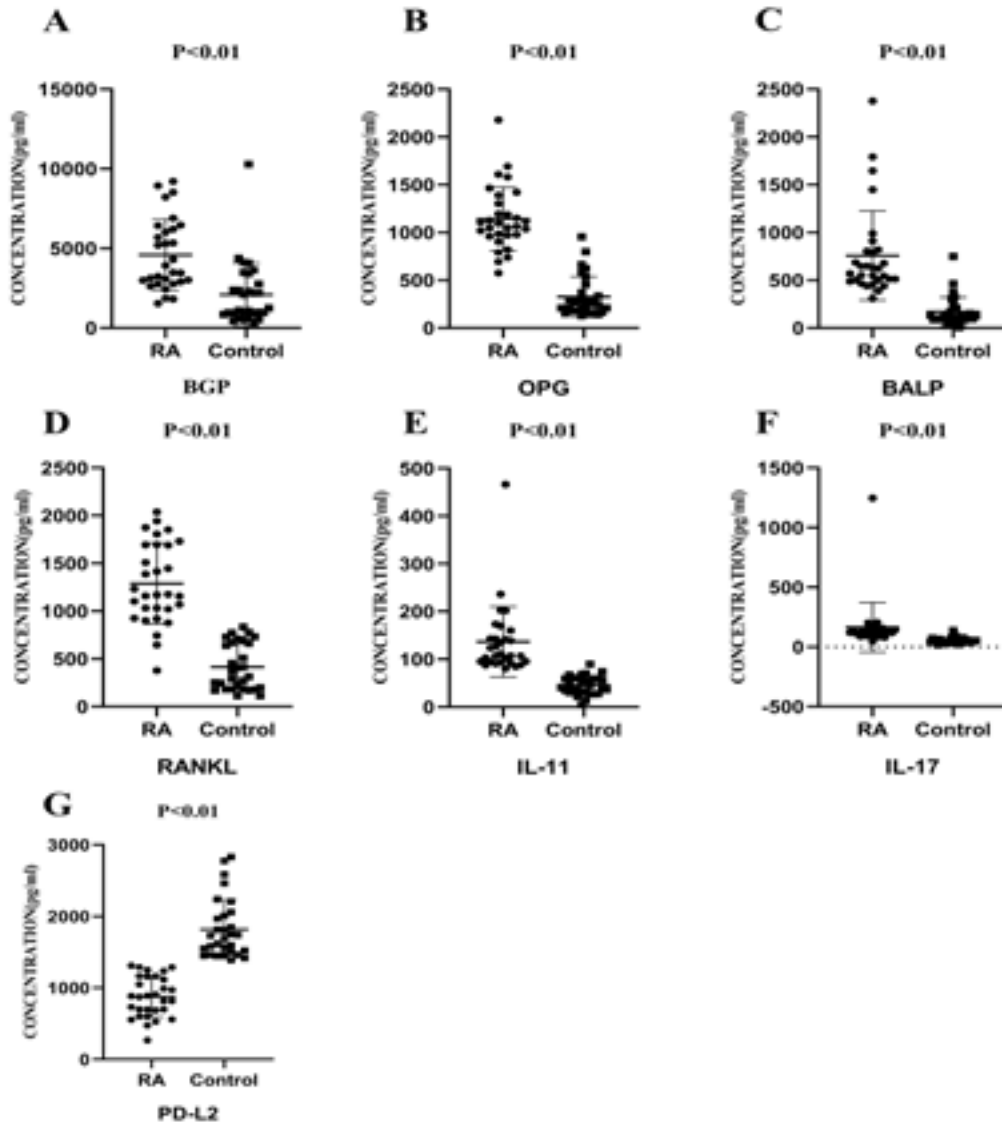 A
P<0.01
CONCENTRATION(pg/ml)
15000
10000
5000
0
RA Control
BGP
B
P<0.01
CONCENTRATION(pg/ml)
2500
2000
1500
1000
500
0
RA Control
OPG
C
P<0.01
CONCENTRATION(pg/ml)
2500
2000
1500
1000
500
0
RA Control
BALP
D
P<0.01
CONCENTRATION(pg/ml)
2500
2000
1500
1000
500
0
RA Control
RANKL
E
P<0.01
CONCENTRATION(pg/ml)
500
400
300
200
100
0
RA Control
IL-11
F
P<0.01
CONCENTRATION(pg/ml)
1500
1000
500
0
-500
RA Control
IL-17
G
P<0.01
CONCENTRATION(pg/ml)
3000
2000
1000
0
RA Control
PD-L2